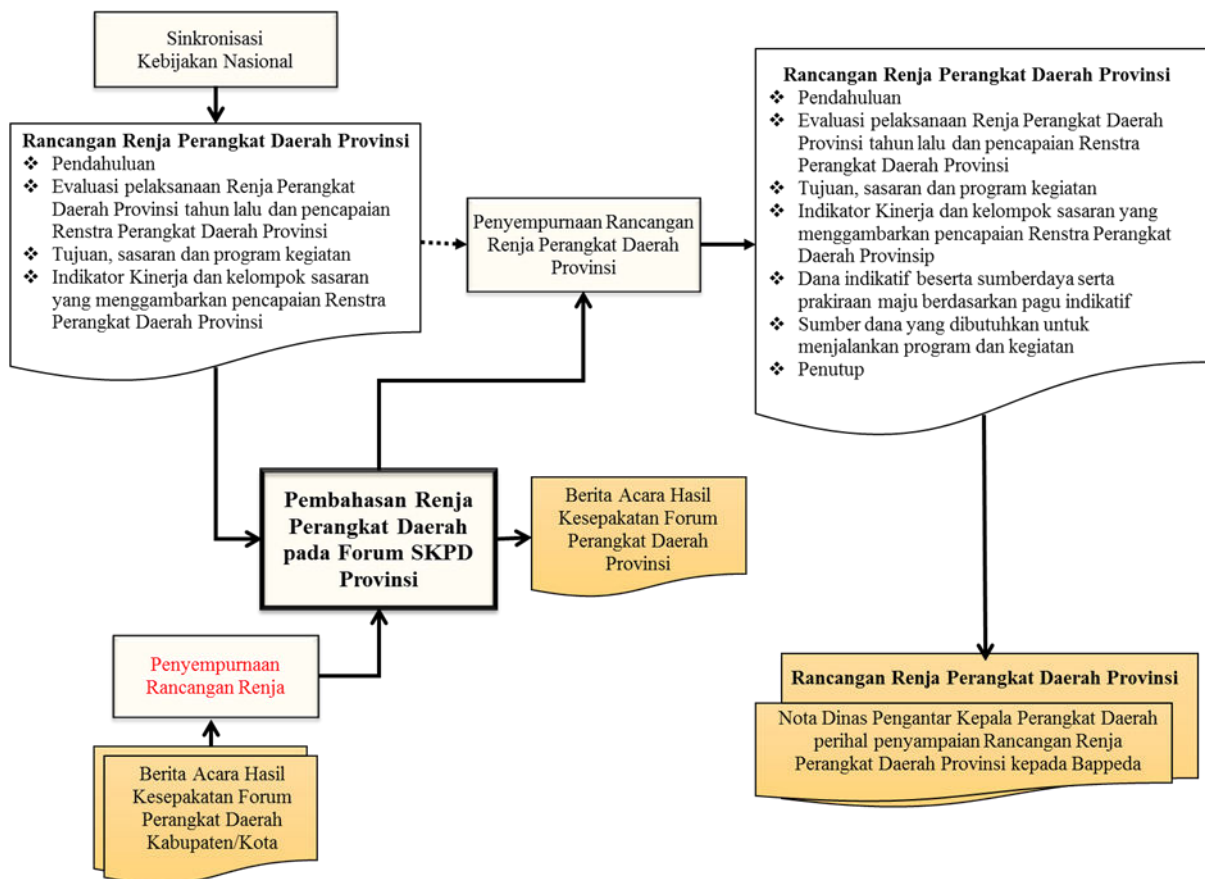 Sinkronisasi
Kebijakan Nasional
Rancangan Renja Perangkat Daerah Provinsi
❖ Pendahuluan
❖ Evaluasi pelaksanaan Renja Perangkat
Daerah Provinsi tahun lalu dan pencapaian
Renstra Perangkat Daerah Provinsi
❖ Tujuan, sasaran dan program kegiatan
❖ Indikator Kinerja dan kelompok sasaran
yang menggambarkan pencapaian Renstra
Perangkat Daerah Provinsi
Penyempurnaan Rancangan
Renja Perangkat Daerah
Provinsi
Rancangan Renja Perangkat Daerah Provinsi
❖ Pendahuluan
❖ Evaluasi pelaksanaan Renja Perangkat Daerah
Provinsi tahun lalu dan pencapaian Renstra
Perangkat Daerah Provinsi
❖ Tujuan, sasaran dan program kegiatan
❖ Indikator Kinerja dan kelompok sasaran yang
menggambarkan pencapaian Renstra Perangkat
Daerah Provinsip
❖ Dana indikatif beserta sumberdaya serta
prakiraan maju berdasarkan pagu indikatif
❖ Sumber dana yang dibutuhkan untuk
menjalankan program dan kegiatan
❖ Penutup
Pembahasan Renja
Perangkat Daerah
pada Forum SKPD
Provinsi
Berita Acara Hasil
Kesepakatan Forum
Perangkat Daerah
Provinsi
Penyempurnaan
Rancangan Renja
Berita Acara Hasil
Kesepakatan Forum
Perangkat Daerah
Kabupaten/Kota
Rancangan Renja Perangkat Daerah Provinsi
Nota Dinas Pengantar Kepala Perangkat Daerah
perihal penyampaian Rancangan Renja
Perangkat Daerah Provinsi kepada Bappeda